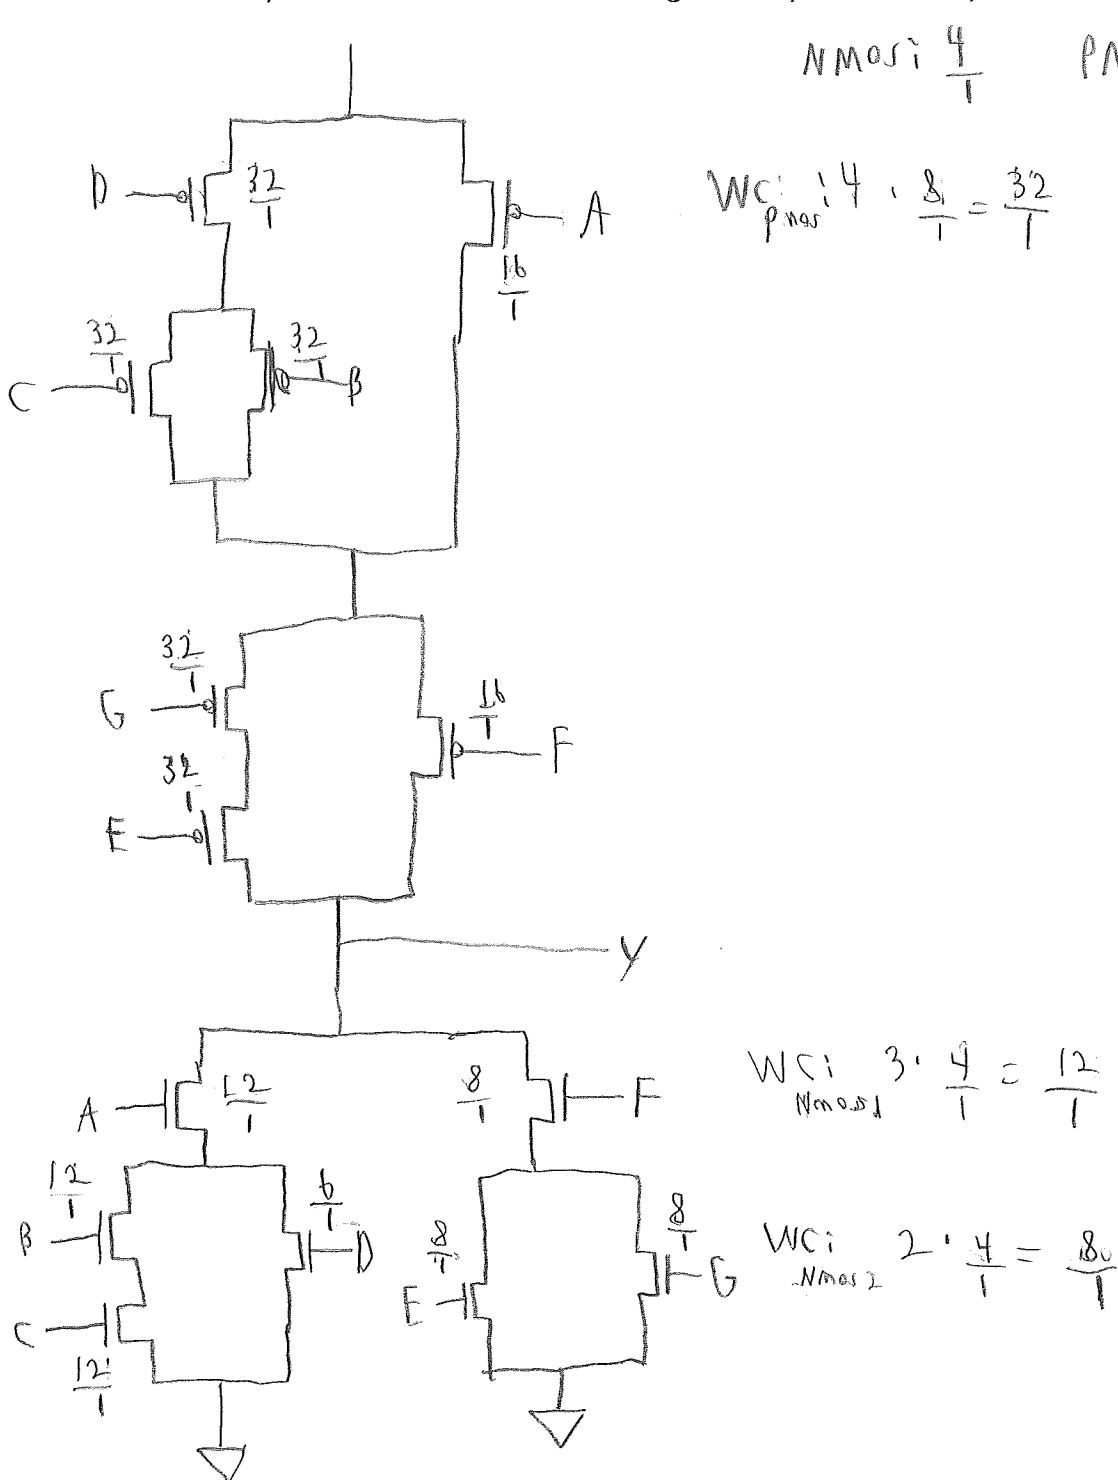 NMOS: 4/1 PM
D 32/1 A 16/1
WC: pmos: 4 · 8/1 = 32/1
C 32/1 32/1 B
G 32/1 16/1 F
E 32/1
Y
A 12/1 8/1 F
WC: Nmos1 3 · 4/1 = 12/1
B 12/1 6/1 D E 8/1 8/1 G
WC: Nmos2 2 · 4/1 = 8/1
C 12/1